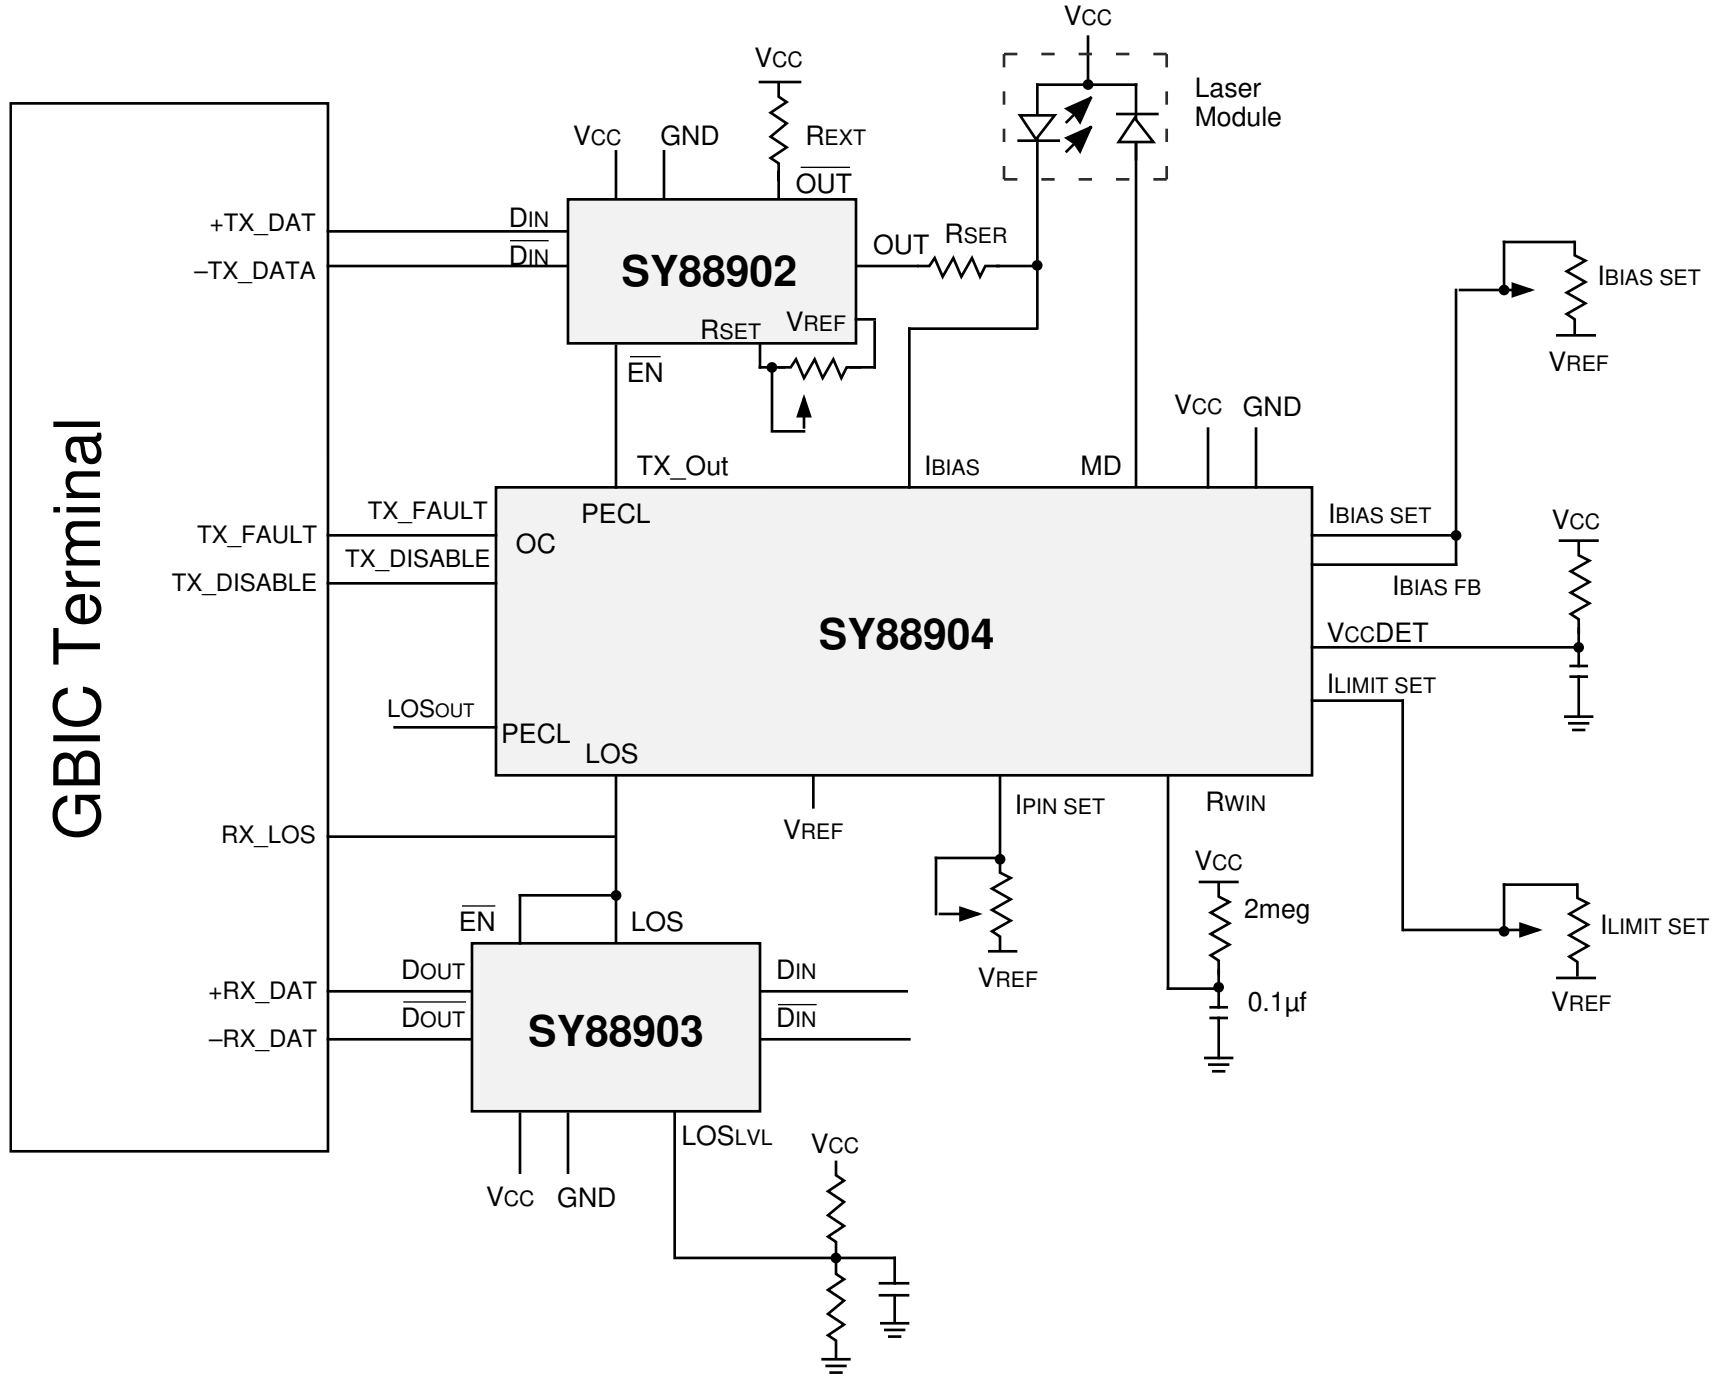 VCC
Laser
Module
VCC
REXT
VCC
GND
OUT
+TX_DAT
DIN
–TX_DATA
DIN
SY88902
OUT
RSER
RSET
VREF
EN
IBIAS SET
VREF
VCC
GND
TX_Out
IBIAS
MD
GBIC Terminal
TX_FAULT
TX_FAULT
PECL
OC
TX_DISABLE
TX_DISABLE
IBIAS SET
IBIAS FB
VCC
SY88904
VCCDET
ILIMIT SET
LOSOUT
PECL
LOS
RX_LOS
VREF
IPIN SET
RWIN
VREF
VCC
2meg
0.1µf
ILIMIT SET
VREF
EN
LOS
+RX_DAT
DOUT
DIN
–RX_DAT
DOUT
DIN
SY88903
LOSLVL
VCC
GND
VCC